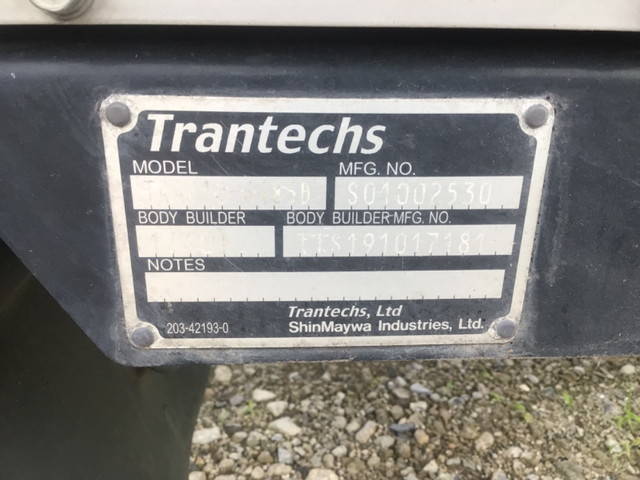 Trantechs
MODEL MFG. NO.
S01002530
BODY BUILDER BODY BUILDER MFG. NO.
NOTES
Trantechs, Ltd
203-42193-0 ShinMaywa Industries, Ltd.